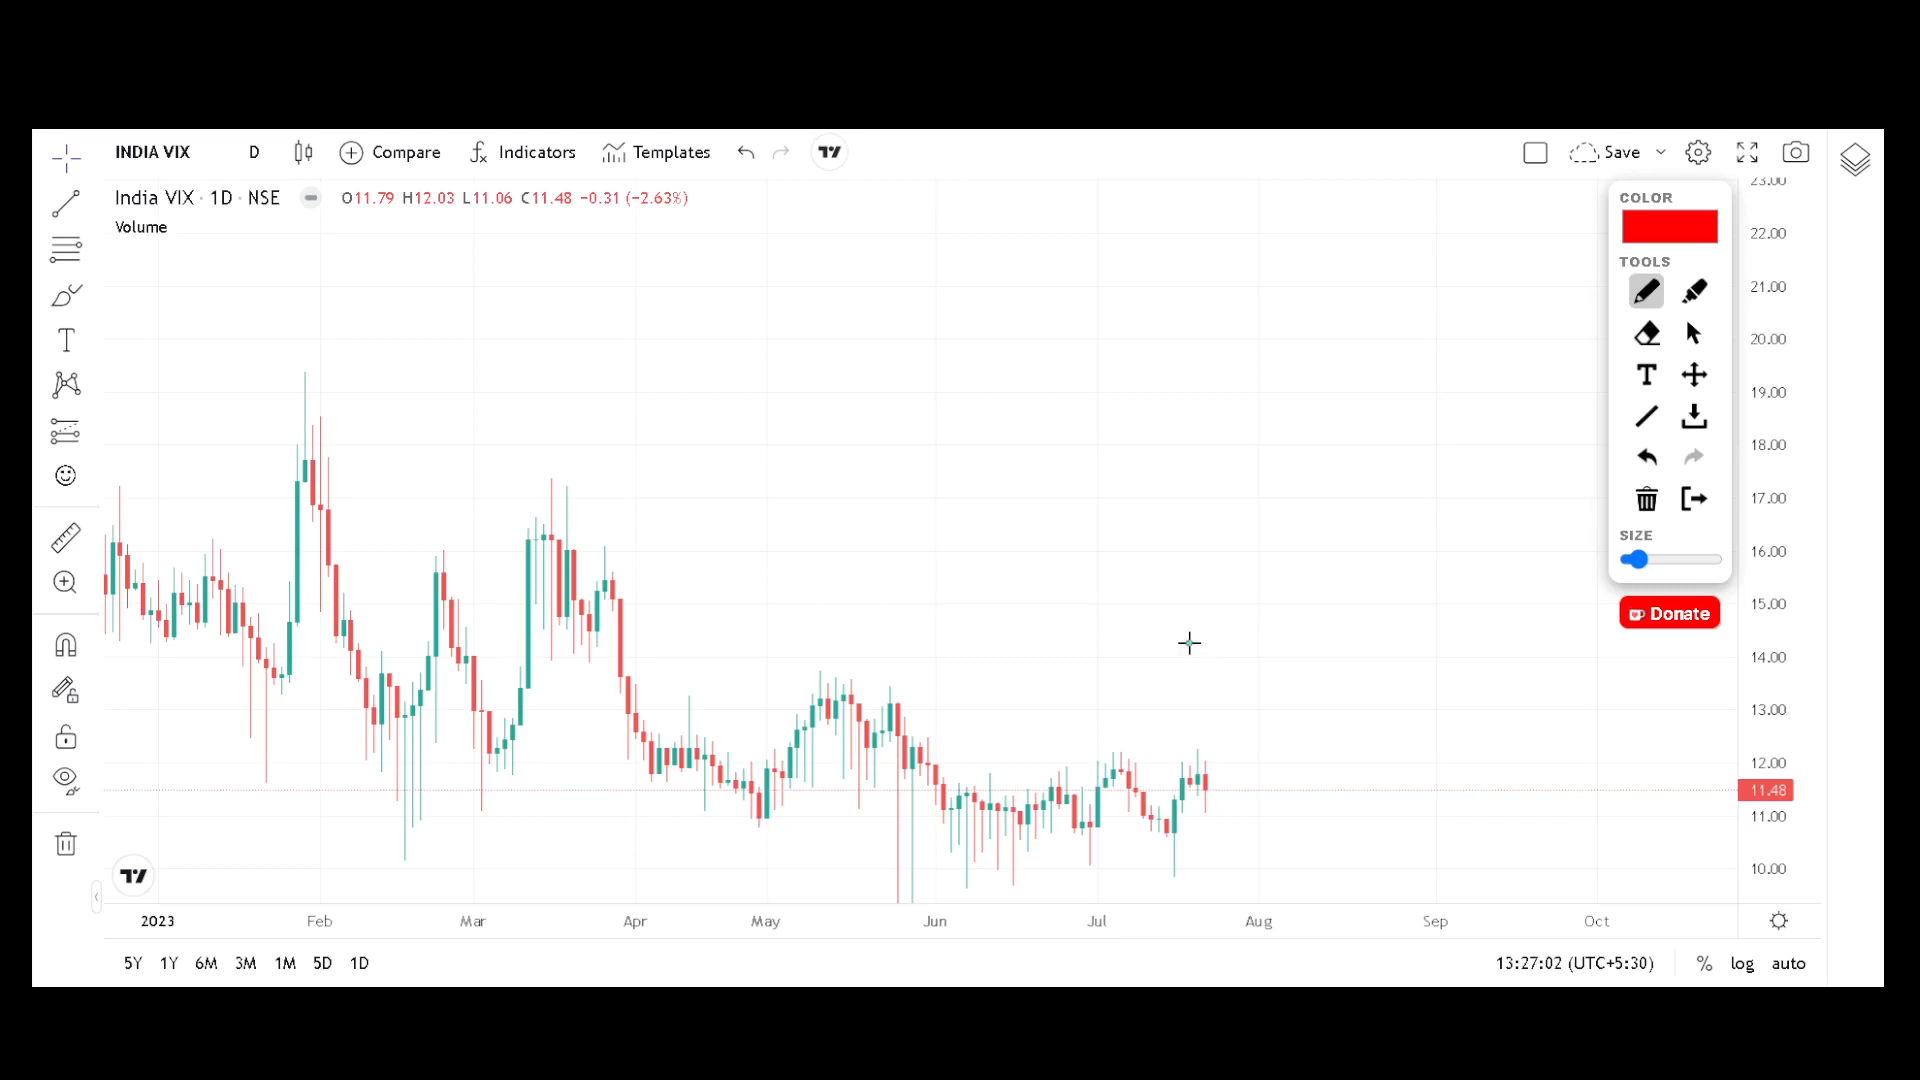 INDIA VIX D Compare Indicators Templates Save
India VIX · 1D · NSE O11.79 H12.03 L11.06 C11.48 −0.31 (−2.63%)
Volume
23.00
22.00
21.00
20.00
19.00
18.00
17.00
16.00
15.00
14.00
13.00
12.00
11.48
11.00
10.00
COLOR
TOOLS
SIZE
Donate
2023 Feb Mar Apr May Jun Jul Aug Sep Oct
5Y 1Y 6M 3M 1M 5D 1D 13:27:02 (UTC+5:30) % log auto